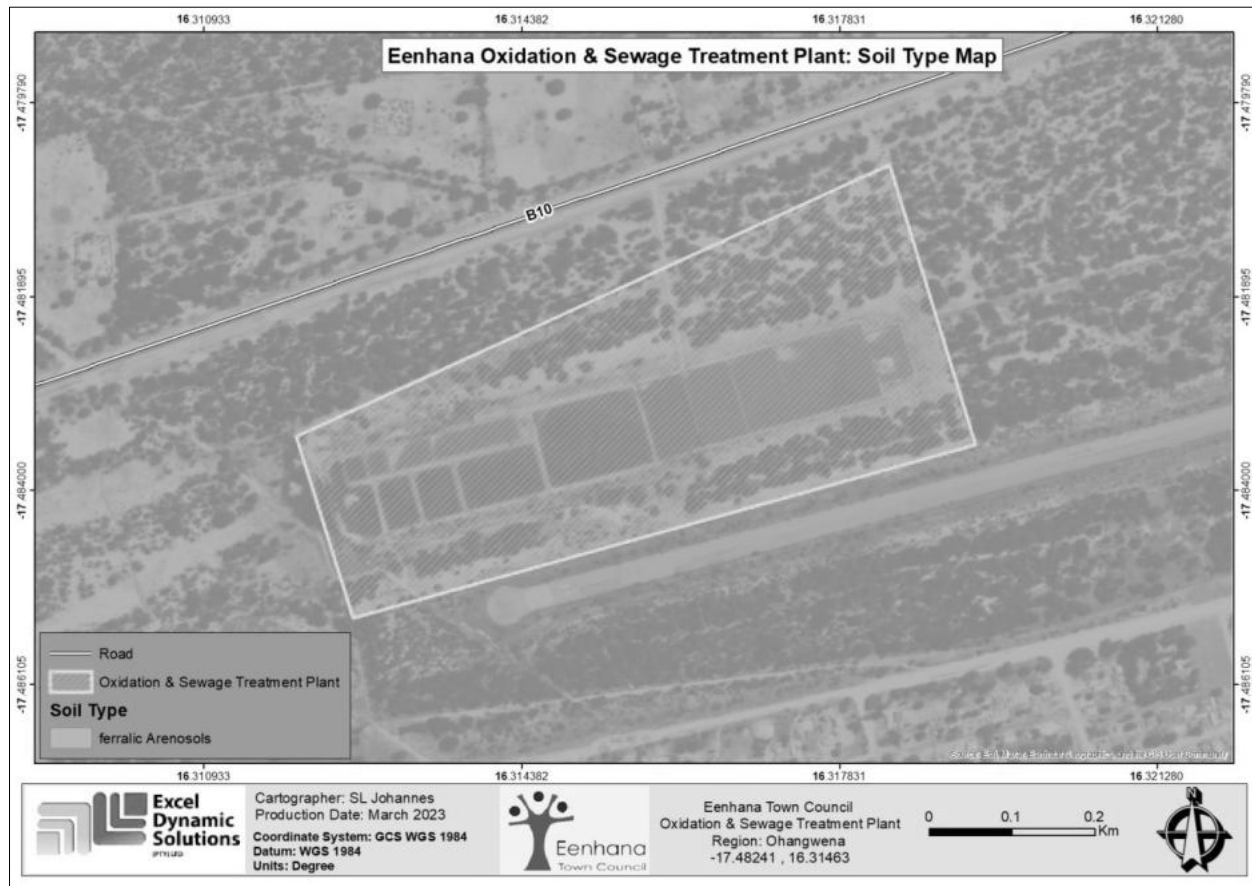 16.310933 16.314382 16.317831 16.321280
Eenhana Oxidation & Sewage Treatment Plant: Soil Type Map
-17.479790 -17.479790
B10
-17.481895 -17.481895
-17.484000 -17.484000
-17.486105 -17.486105
Road
Oxidation & Sewage Treatment Plant
Soil Type
ferralic Arenosols
16.310933 16.314382 16.317831 16.321280
Excel
Dynamic
Solutions
(PTY) LTD
Cartographer: SL Johannes
Production Date: March 2023
Coordinate System: GCS WGS 1984
Datum: WGS 1984
Units: Degree
Eenhana
Town Council
Eenhana Town Council
Oxidation & Sewage Treatment Plant
Region: Ohangwena
-17.48241 , 16.31463
0 0.1 0.2
Km
N